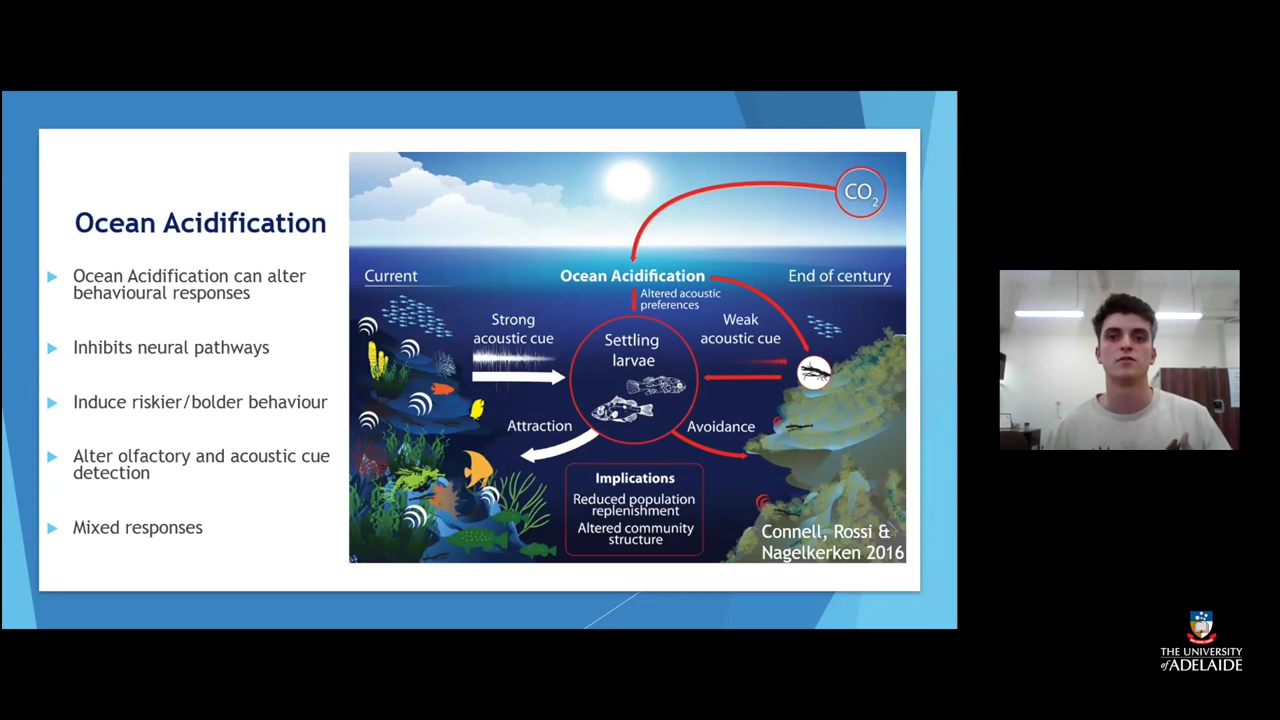 Ocean Acidification
Ocean Acidification can alter
behavioural responses
Inhibits neural pathways
Induce riskier/bolder behaviour
Alter olfactory and acoustic cue
detection
Mixed responses
CO2
Current
Ocean Acidification
End of century
Altered acoustic
preferences
Strong
acoustic cue
Settling
larvae
Weak
acoustic cue
Attraction
Avoidance
Implications
Reduced population
replenishment
Altered community
structure
Connell, Rossi &
Nagelkerken 2016
THE UNIVERSITY
of ADELAIDE